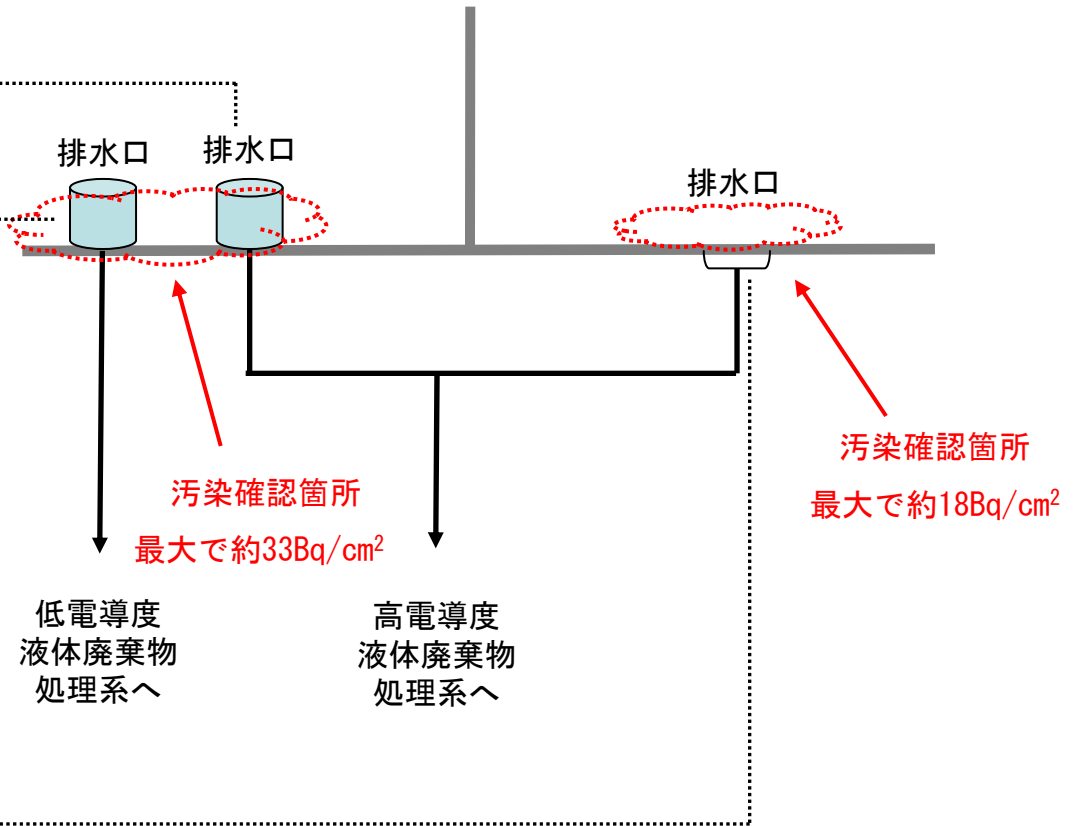 排水口
排水口
排水口
汚染確認箇所
最大で約33Bq/cm²
汚染確認箇所
最大で約18Bq/cm²
低電導度
液体廃棄物
処理系へ
高電導度
液体廃棄物
処理系へ